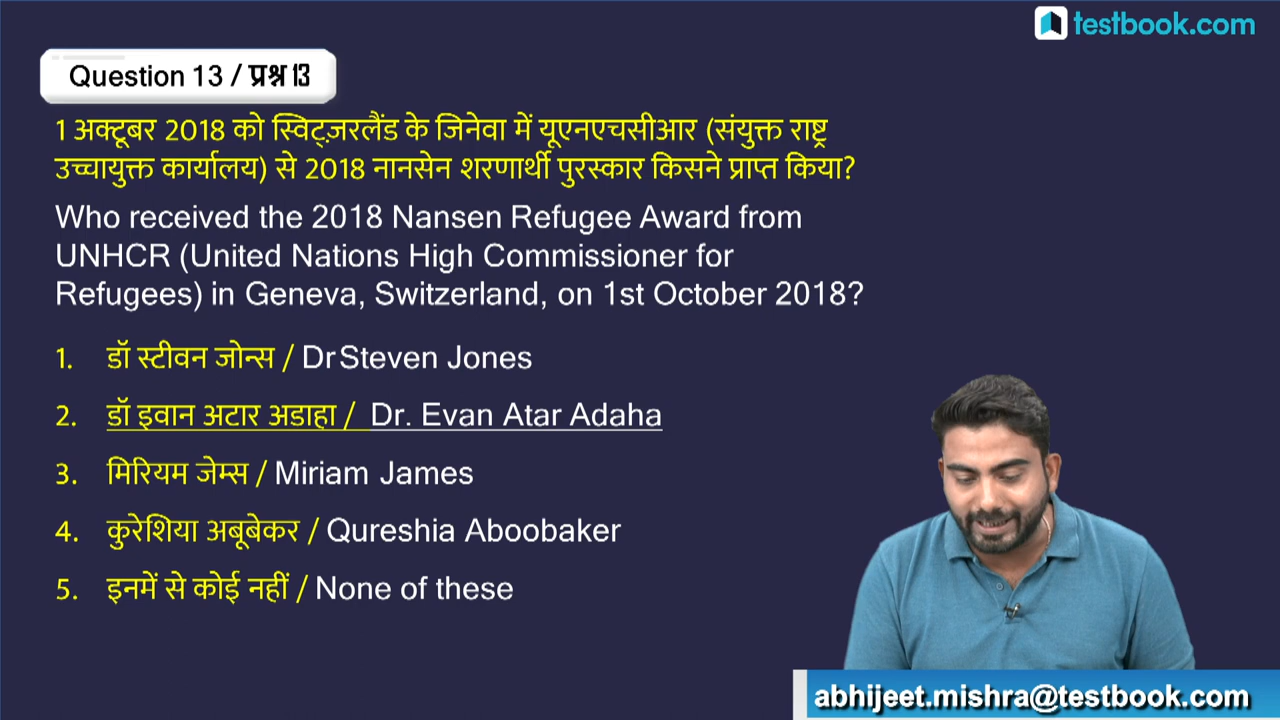 testbook.com
Question 13 / प्रश्न 13
1 अक्टूबर 2018 को स्विट्ज़रलैंड के जिनेवा में यूएनएचसीआर (संयुक्त राष्ट्र
उच्चायुक्त कार्यालय) से 2018 नानसेन शरणार्थी पुरस्कार किसने प्राप्त किया?
Who received the 2018 Nansen Refugee Award from
UNHCR (United Nations High Commissioner for
Refugees) in Geneva, Switzerland, on 1st October 2018?
1. डॉ स्टीवन जोन्स / Dr Steven Jones
2. डॉ इवान अटार अडाहा / Dr. Evan Atar Adaha
3. मिरियम जेम्स / Miriam James
4. कुरेशिया अबूबेकर / Qureshia Aboobaker
5. इनमें से कोई नहीं / None of these
abhijeet.mishra@testbook.com